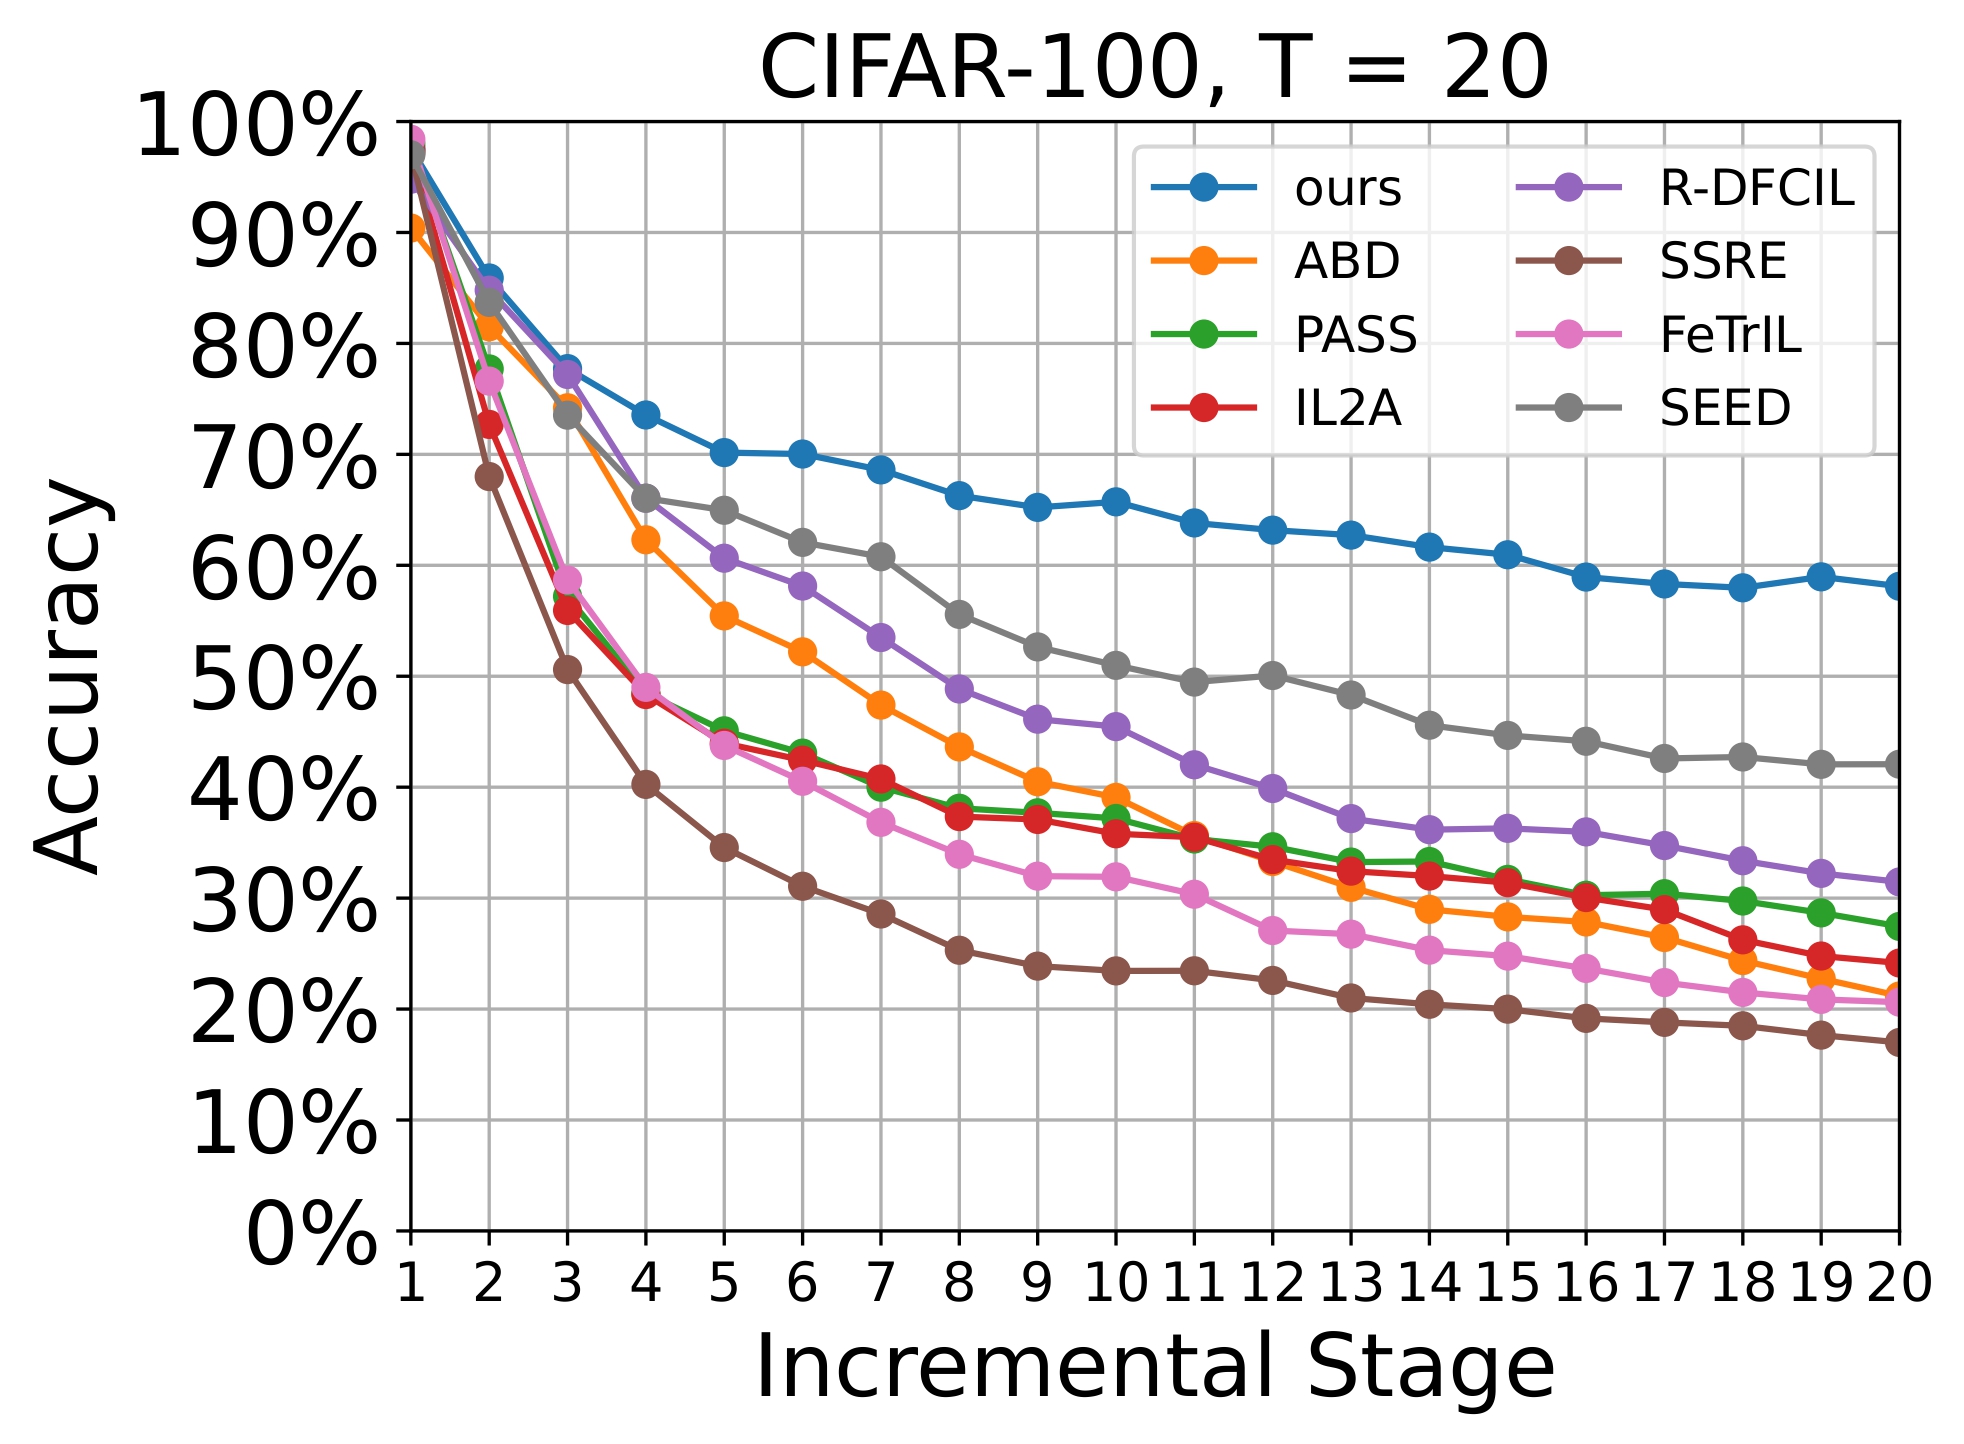 CIFAR-100, T = 20
100%
90%
80%
70%
60%
50%
40%
30%
20%
10%
0%
Accuracy
ours
ABD
PASS
IL2A
R-DFCIL
SSRE
FeTrIL
SEED
1 2 3 4 5 6 7 8 9 10 11 12 13 14 15 16 17 18 19 20
Incremental Stage